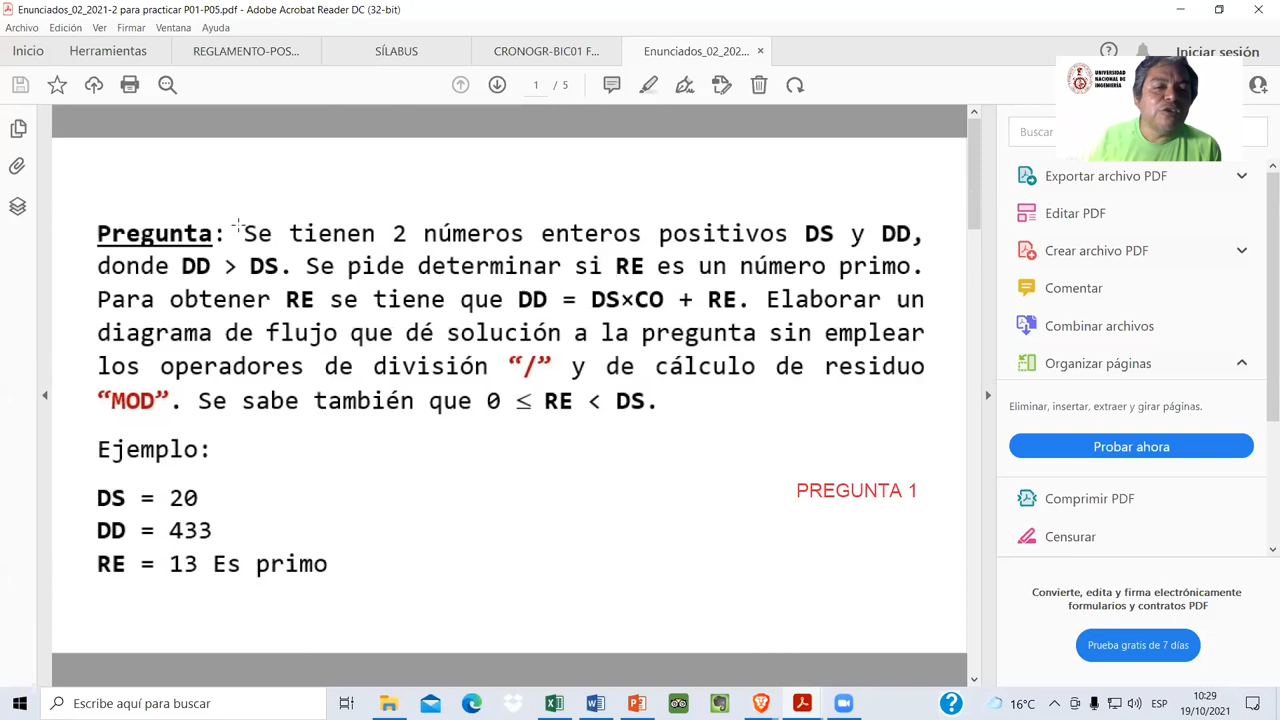 Enunciados_02_2021-2 para practicar P01-P05.pdf - Adobe Acrobat Reader DC (32-bit)
Archivo Edición Ver Firmar Ventana Ayuda
Inicio Herramientas REGLAMENTO-POS... SÍLABUS CRONOGR-BIC01 F... Enunciados_02_202... × Iniciar sesión
1 / 5
UNIVERSIDAD
NACIONAL DE
INGENIERÍA
Pregunta: Se tienen 2 números enteros positivos DS y DD,
donde DD > DS. Se pide determinar si RE es un número primo.
Para obtener RE se tiene que DD = DS×CO + RE. Elaborar un
diagrama de flujo que dé solución a la pregunta sin emplear
los operadores de división “/” y de cálculo de residuo
“MOD”. Se sabe también que 0 ≤ RE < DS.
Ejemplo:
DS = 20
DD = 433
RE = 13 Es primo
PREGUNTA 1
Buscar
Exportar archivo PDF
Editar PDF
Crear archivo PDF
Comentar
Combinar archivos
Organizar páginas
Eliminar, insertar, extraer y girar páginas.
Probar ahora
Comprimir PDF
Censurar
Convierte, edita y firma electrónicamente
formularios y contratos PDF
Prueba gratis de 7 días
Escribe aquí para buscar
16°C ESP 10:29
19/10/2021